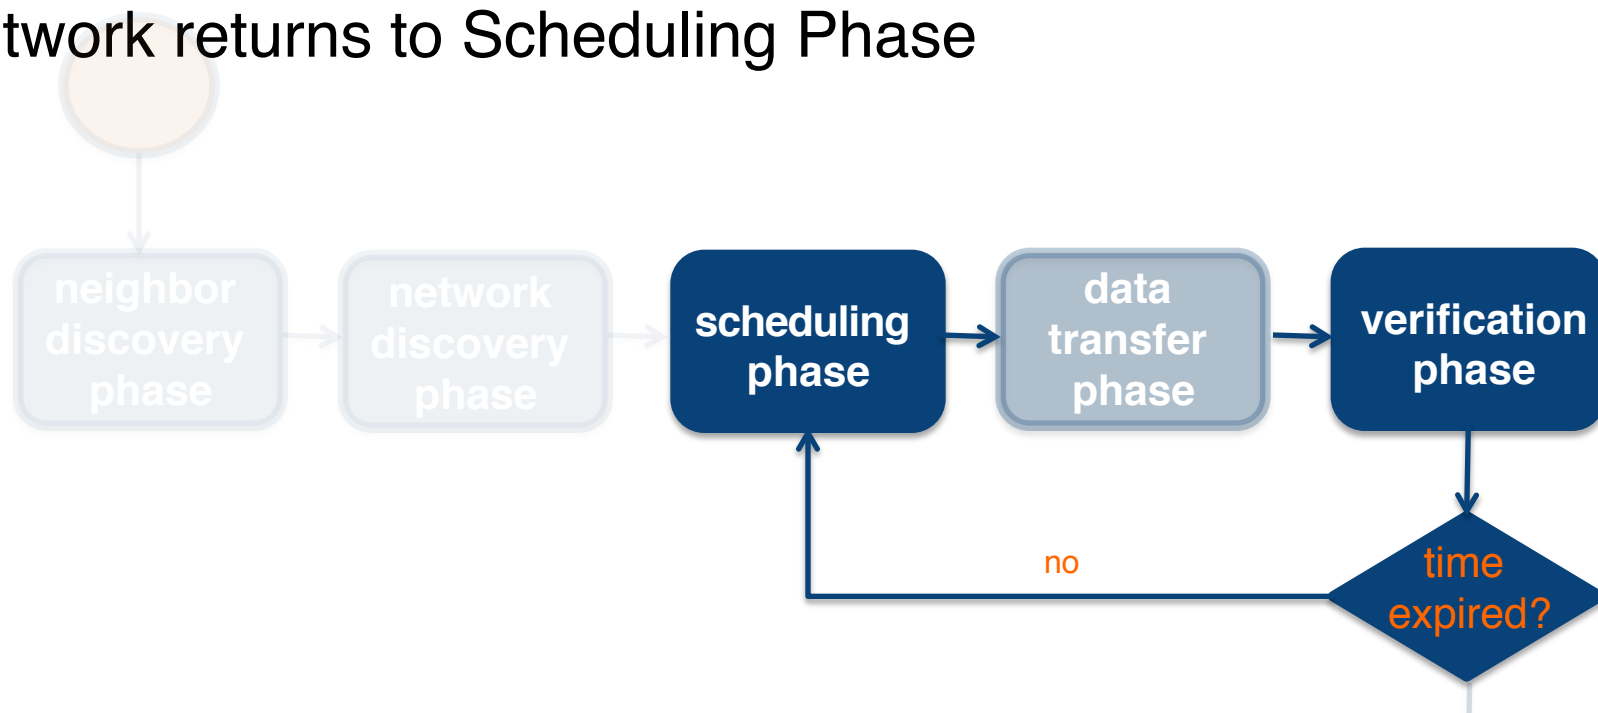 twork returns to Scheduling Phase
neighbor
discovery
phase
network
discovery
phase
scheduling
phase
data
transfer
phase
verification
phase
no
time
expired?